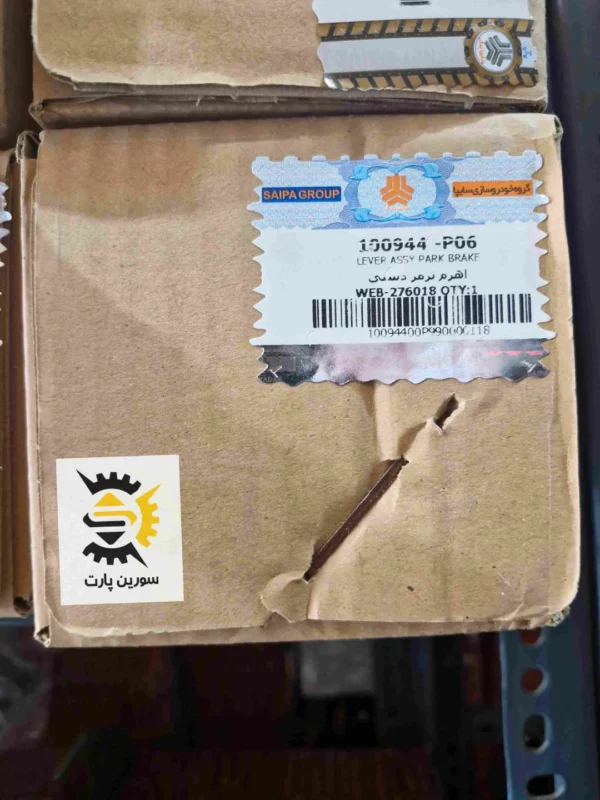 SAIPA GROUP
گروه خودروسازی سایپا
100944 -P06
LEVER ASSY PARK BRAKE
اهرم ترمز دستی
WEB-276018 QTY:1
سورین پارت